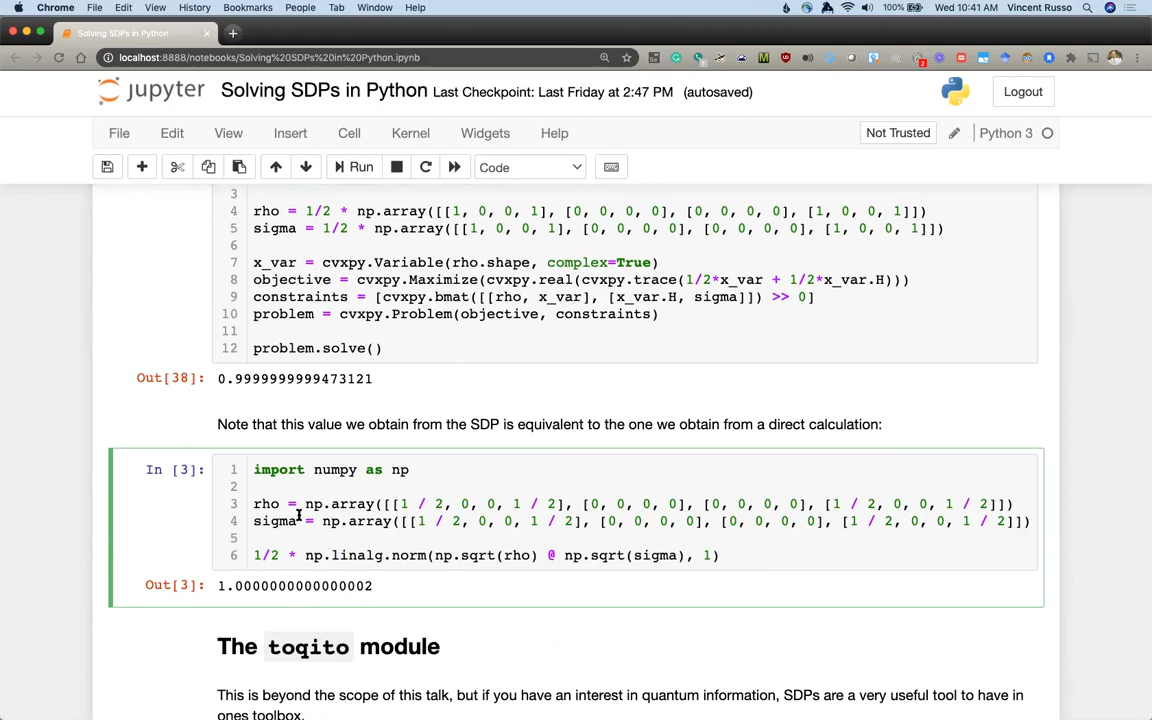 Chrome File Edit View History Bookmarks People Tab Window Help 100% Wed 10:41 AM Vincent Russo
Solving SDPs in Python
localhost:8888/notebooks/Solving%20SDPs%20in%20Python.ipynb
jupyter Solving SDPs in Python Last Checkpoint: Last Friday at 2:47 PM (autosaved) Logout
File Edit View Insert Cell Kernel Widgets Help Not Trusted Python 3
Run Code
3
4 rho = 1/2 * np.array([[1, 0, 0, 1], [0, 0, 0, 0], [0, 0, 0, 0], [1, 0, 0, 1]])
5 sigma = 1/2 * np.array([[1, 0, 0, 1], [0, 0, 0, 0], [0, 0, 0, 0], [1, 0, 0, 1]])
6
7 x_var = cvxpy.Variable(rho.shape, complex=True)
8 objective = cvxpy.Maximize(cvxpy.real(cvxpy.trace(1/2*x_var + 1/2*x_var.H)))
9 constraints = [cvxpy.bmat([[rho, x_var], [x_var.H, sigma]]) >> 0]
10 problem = cvxpy.Problem(objective, constraints)
11
12 problem.solve()
Out[38]: 0.9999999999473121
Note that this value we obtain from the SDP is equivalent to the one we obtain from a direct calculation:
In [3]: 1 import numpy as np
2
3 rho = np.array([[1 / 2, 0, 0, 1 / 2], [0, 0, 0, 0], [0, 0, 0, 0], [1 / 2, 0, 0, 1 / 2]])
4 sigma = np.array([[1 / 2, 0, 0, 1 / 2], [0, 0, 0, 0], [0, 0, 0, 0], [1 / 2, 0, 0, 1 / 2]])
5
6 1/2 * np.linalg.norm(np.sqrt(rho) @ np.sqrt(sigma), 1)
Out[3]: 1.0000000000000002
The toqito module
This is beyond the scope of this talk, but if you have an interest in quantum information, SDPs are a very useful tool to have in
ones toolbox.